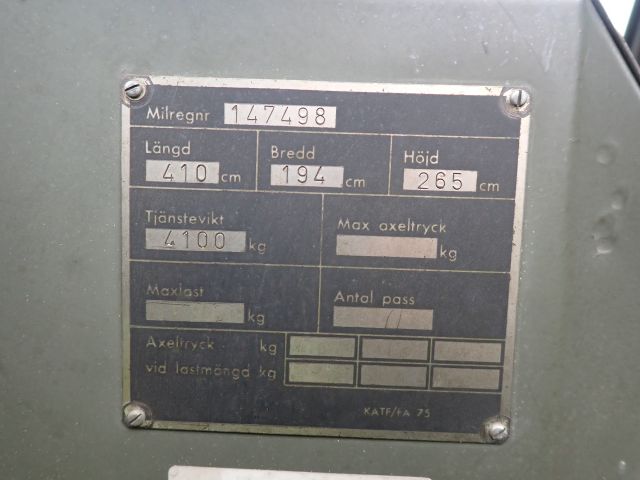 Milregnr 147498
Längd Bredd Höjd
410 cm 194 cm 265 cm
Tjänstevikt Max axeltryck
4100 kg kg
Maxlast Antal pass
kg
Axeltryck kg
vid lastmängd kg
KATF/FA 75